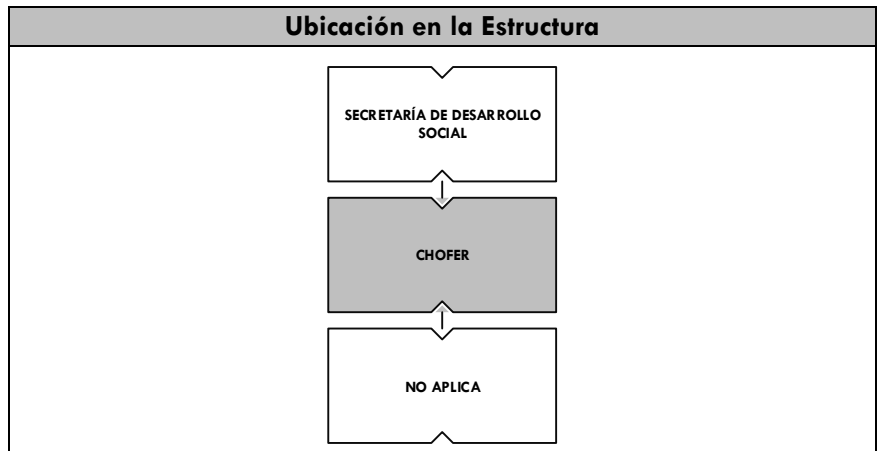 Ubicación en la Estructura
SECRETARÍA DE DESARROLLO
SOCIAL
CHOFER
NO APLICA